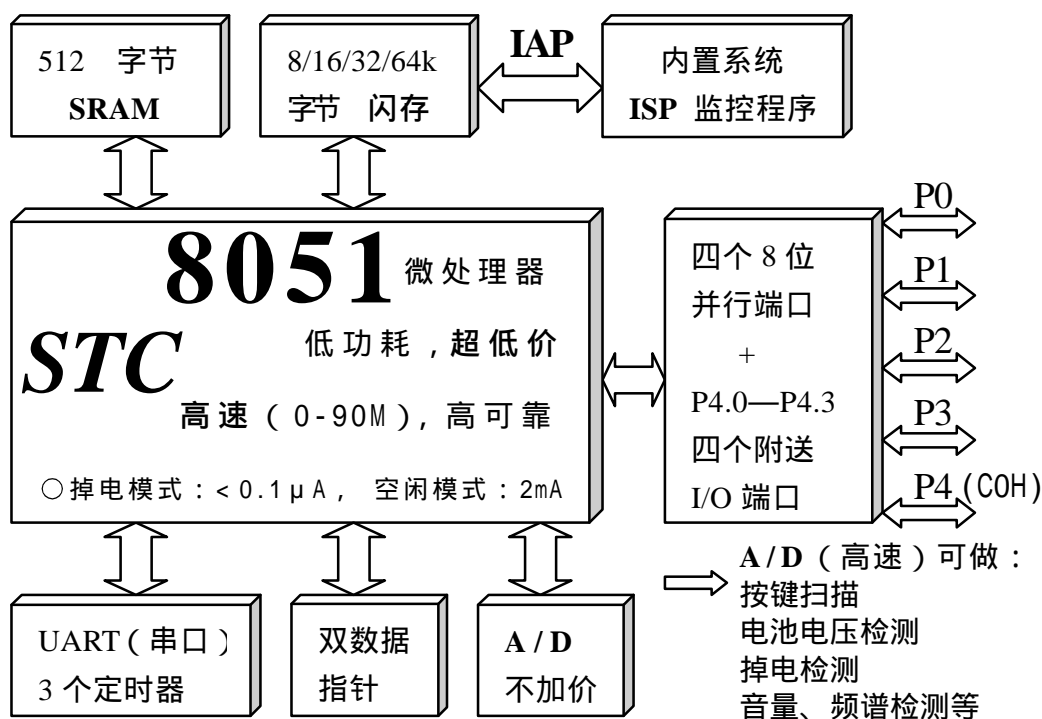 512 字节
SRAM
8/16/32/64k
字节 闪存
IAP
内置系统
ISP 监控程序
8051 微处理器
STC
低功耗，超低价
高速（0-90M），高可靠
○掉电模式：<0.1μA， 空闲模式：2mA
四个 8 位
并行端口
+
P4.0—P4.3
四个附送
I/O 端口
P0
P1
P2
P3
P4 (C0H)
UART（串口）
3 个定时器
双数据
指针
A/D
不加价
A/D（高速）可做：
按键扫描
电池电压检测
掉电检测
音量、频谱检测等